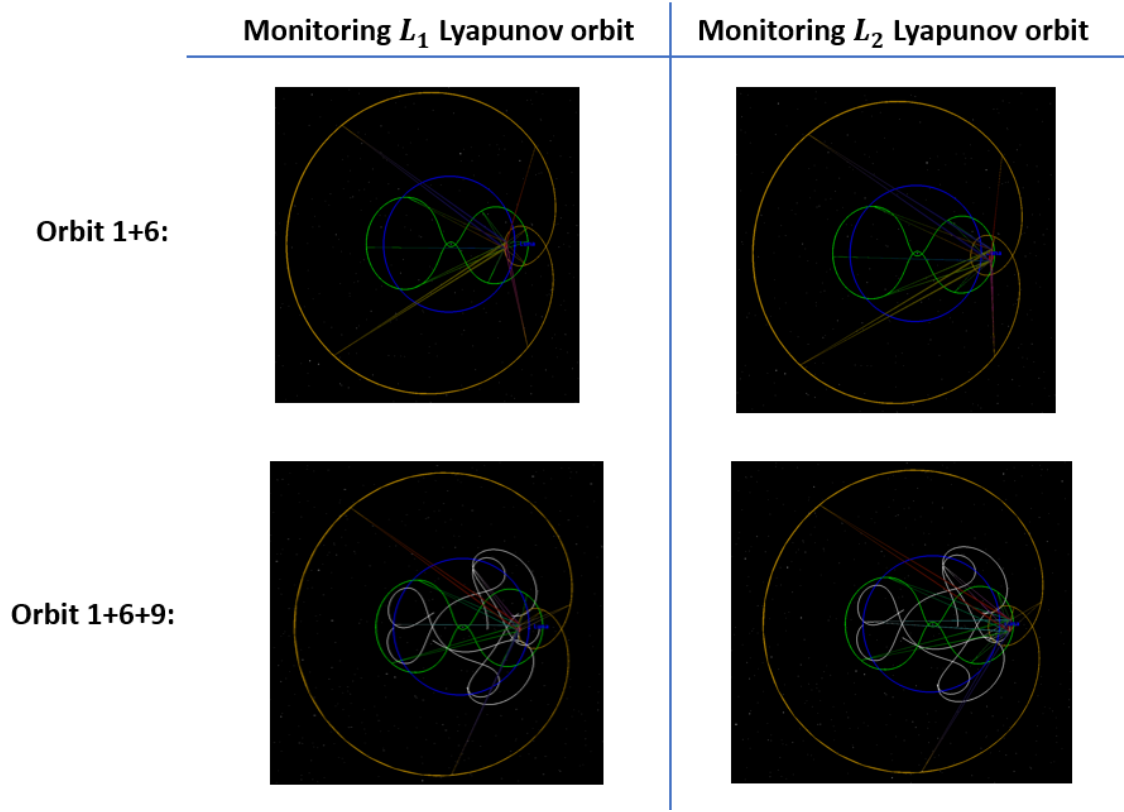 Monitoring L₁ Lyapunov orbit
Monitoring L₂ Lyapunov orbit
Orbit 1+6:
Orbit 1+6+9: